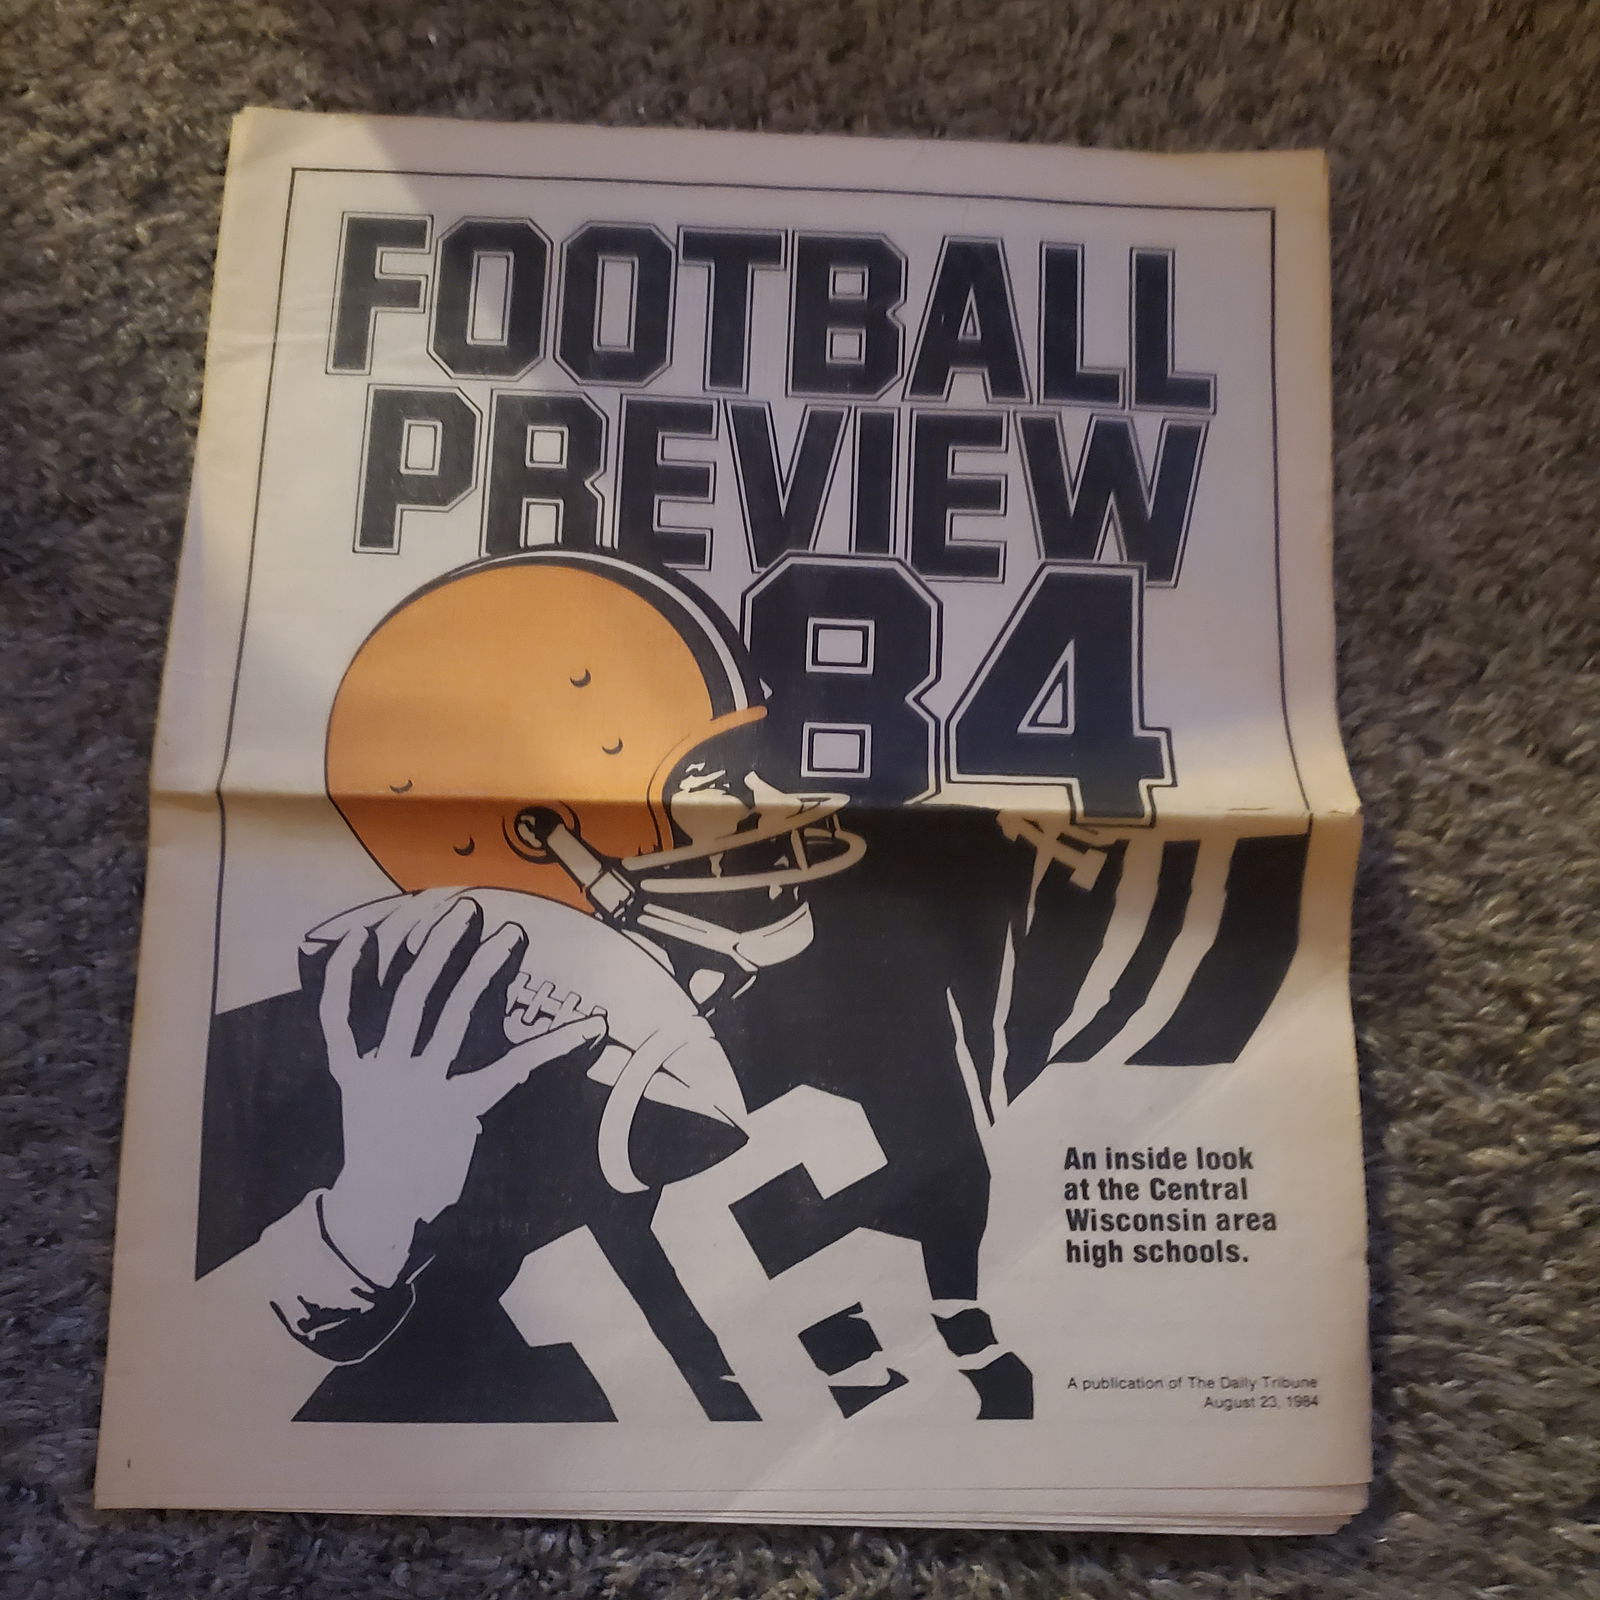 FOOTBALL
PREVIEW
84
16
An inside look
at the Central
Wisconsin area
high schools.
A publication of The Daily Tribune
August 23, 1984